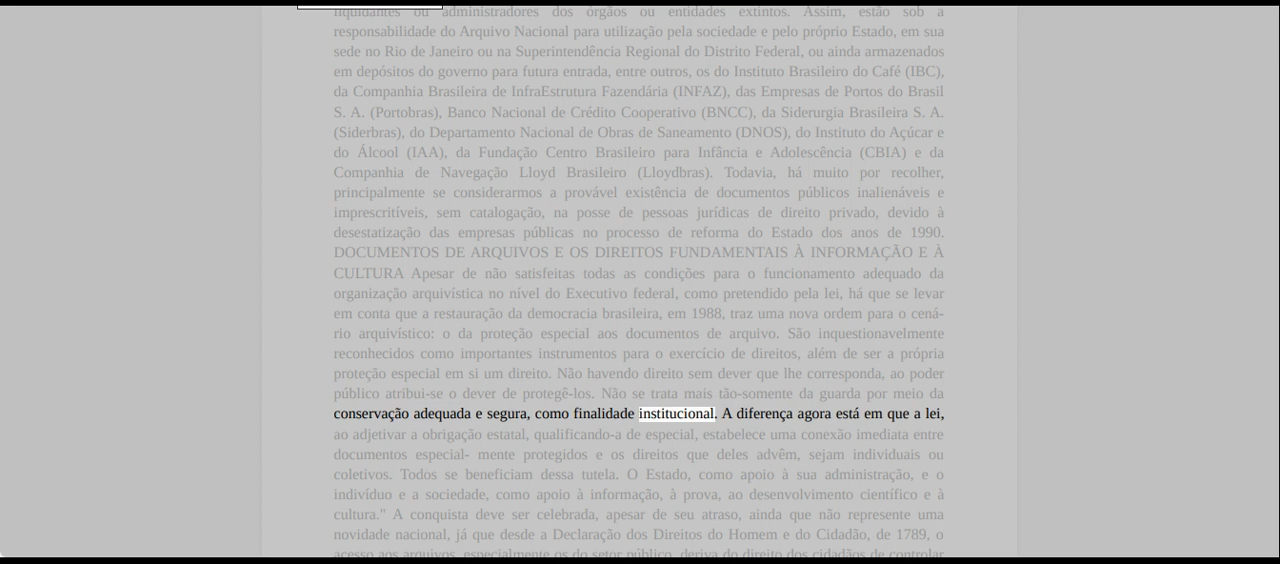 liquidantes ou administradores dos órgãos ou entidades extintos. Assim, estão sob a
responsabilidade do Arquivo Nacional para utilização pela sociedade e pelo próprio Estado, em sua
sede no Rio de Janeiro ou na Superintendência Regional do Distrito Federal, ou ainda armazenados
em depósitos do governo para futura entrada, entre outros, os do Instituto Brasileiro do Café (IBC),
da Companhia Brasileira de InfraEstrutura Fazendária (INFAZ), das Empresas de Portos do Brasil
S. A. (Portobras), Banco Nacional de Crédito Cooperativo (BNCC), da Siderurgia Brasileira S. A.
(Siderbras), do Departamento Nacional de Obras de Saneamento (DNOS), do Instituto do Açúcar e
do Álcool (IAA), da Fundação Centro Brasileiro para Infância e Adolescência (CBIA) e da
Companhia de Navegação Lloyd Brasileiro (Lloydbras). Todavia, há muito por recolher,
principalmente se considerarmos a provável existência de documentos públicos inalienáveis e
imprescritíveis, sem catalogação, na posse de pessoas jurídicas de direito privado, devido à
desestatização das empresas públicas no processo de reforma do Estado dos anos de 1990.
DOCUMENTOS DE ARQUIVOS E OS DIREITOS FUNDAMENTAIS À INFORMAÇÃO E À
CULTURA Apesar de não satisfeitas todas as condições para o funcionamento adequado da
organização arquivística no nível do Executivo federal, como pretendido pela lei, há que se levar
em conta que a restauração da democracia brasileira, em 1988, traz uma nova ordem para o cená-
rio arquivístico: o da proteção especial aos documentos de arquivo. São inquestionavelmente
reconhecidos como importantes instrumentos para o exercício de direitos, além de ser a própria
proteção especial em si um direito. Não havendo direito sem dever que lhe corresponda, ao poder
público atribui-se o dever de protegê-los. Não se trata mais tão-somente da guarda por meio da
conservação adequada e segura, como finalidade institucional. A diferença agora está em que a lei,
ao adjetivar a obrigação estatal, qualificando-a de especial, estabelece uma conexão imediata entre
documentos especial- mente protegidos e os direitos que deles advêm, sejam individuais ou
coletivos. Todos se beneficiam dessa tutela. O Estado, como apoio à sua administração, e o
indivíduo e a sociedade, como apoio à informação, à prova, ao desenvolvimento científico e à
cultura." A conquista deve ser celebrada, apesar de seu atraso, ainda que não represente uma
novidade nacional, já que desde a Declaração dos Direitos do Homem e do Cidadão, de 1789, o
acesso aos arquivos, especialmente os do setor público, deriva do direito dos cidadãos de controlar